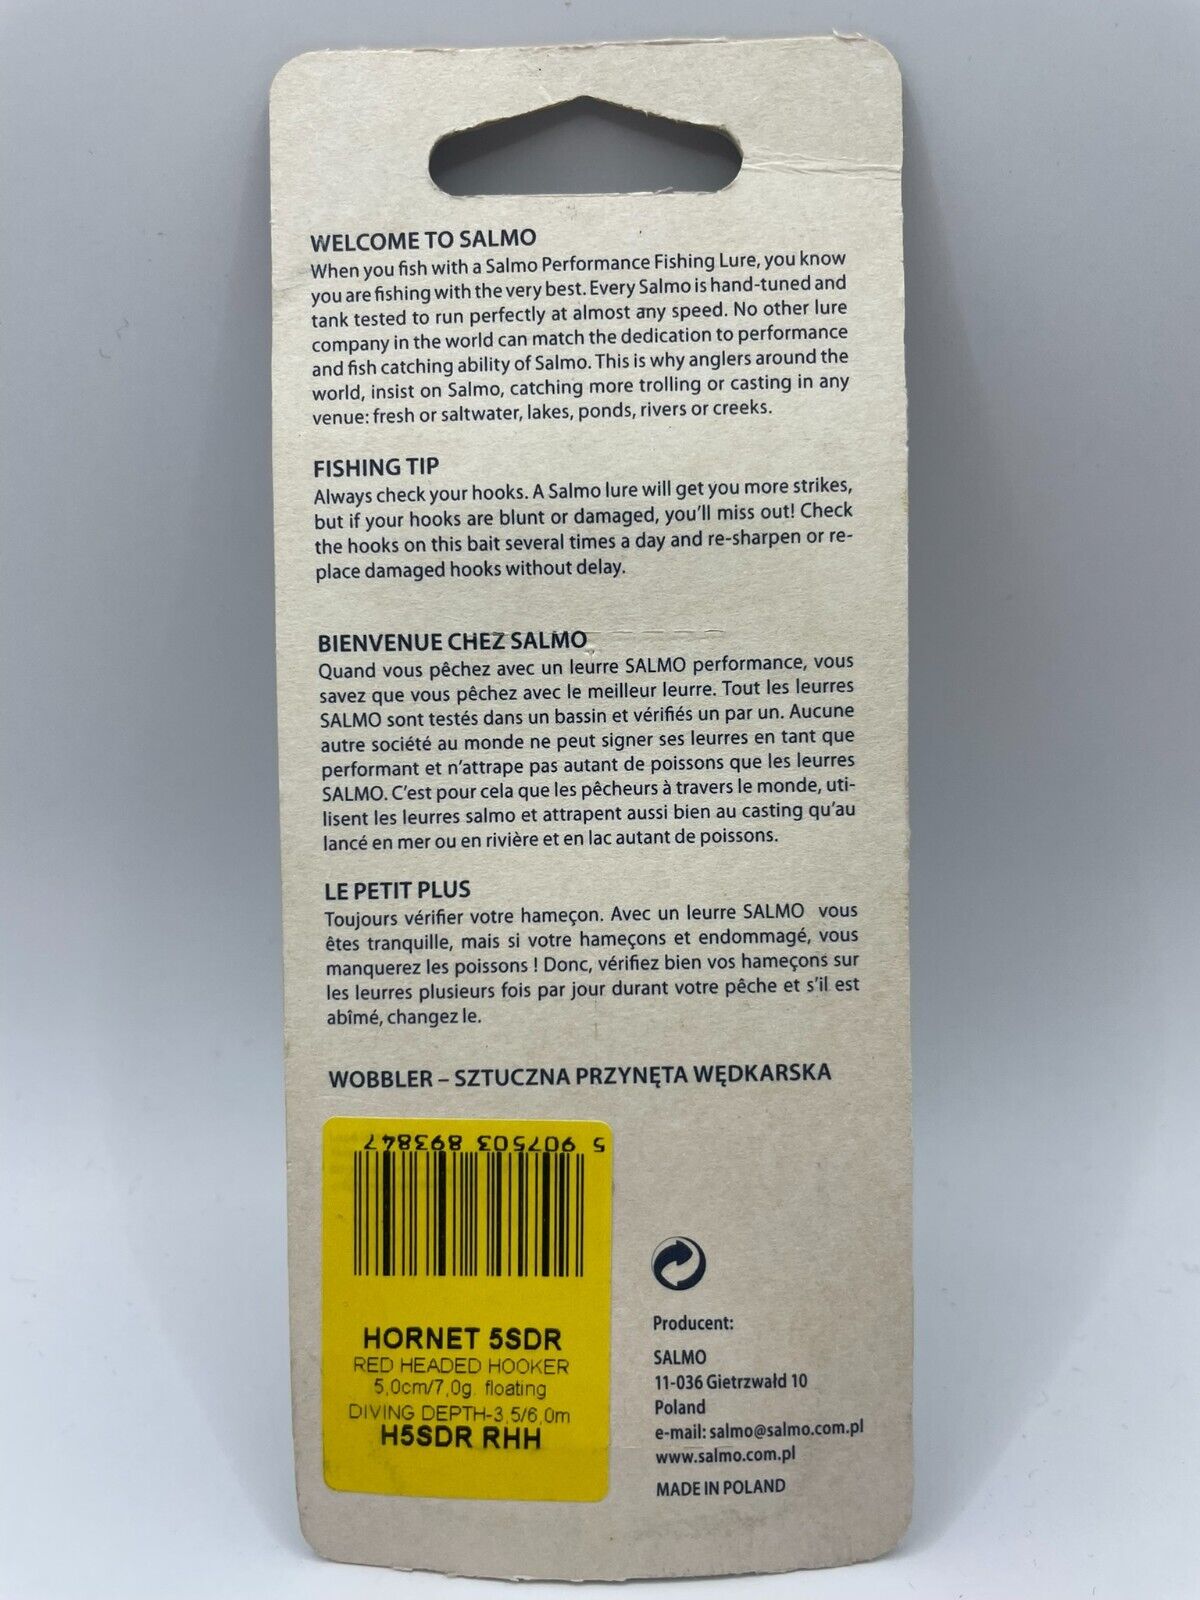 WELCOME TO SALMO
When you fish with a Salmo Performance Fishing Lure, you know
you are fishing with the very best. Every Salmo is hand-tuned and
tank tested to run perfectly at almost any speed. No other lure
company in the world can match the dedication to performance
and fish catching ability of Salmo. This is why anglers around the
world, insist on Salmo, catching more trolling or casting in any
venue: fresh or saltwater, lakes, ponds, rivers or creeks.
FISHING TIP
Always check your hooks. A Salmo lure will get you more strikes,
but if your hooks are blunt or damaged, you'll miss out! Check
the hooks on this bait several times a day and re-sharpen or re-
place damaged hooks without delay.
BIENVENUE CHEZ SALMO
Quand vous pêchez avec un leurre SALMO performance, vous
savez que vous pêchez avec le meilleur leurre. Tout les leurres
SALMO sont testés dans un bassin et vérifiés un par un. Aucune
autre société au monde ne peut signer ses leurres en tant que
performant et n'attrape pas autant de poissons que les leurres
SALMO. C'est pour cela que les pêcheurs à travers le monde, uti-
lisent les leurres salmo et attrapent aussi bien au casting qu'au
lancé en mer ou en rivière et en lac autant de poissons.
LE PETIT PLUS
Toujours vérifier votre hameçon. Avec un leurre SALMO vous
êtes tranquille, mais si votre hameçons et endommagé, vous
manquerez les poissons ! Donc, vérifiez bien vos hameçons sur
les leurres plusieurs fois par jour durant votre pêche et s'il est
abîmé, changez le.
WOBBLER – SZTUCZNA PRZYNĘTA WĘDKARSKA
5 907503 893847
HORNET 5SDR
RED HEADED HOOKER
5,0cm/7,0g. floating
DIVING DEPTH-3,5/6,0m
H5SDR RHH
Producent:
SALMO
11-036 Gietrzwałd 10
Poland
e-mail: salmo@salmo.com.pl
www.salmo.com.pl
MADE IN POLAND